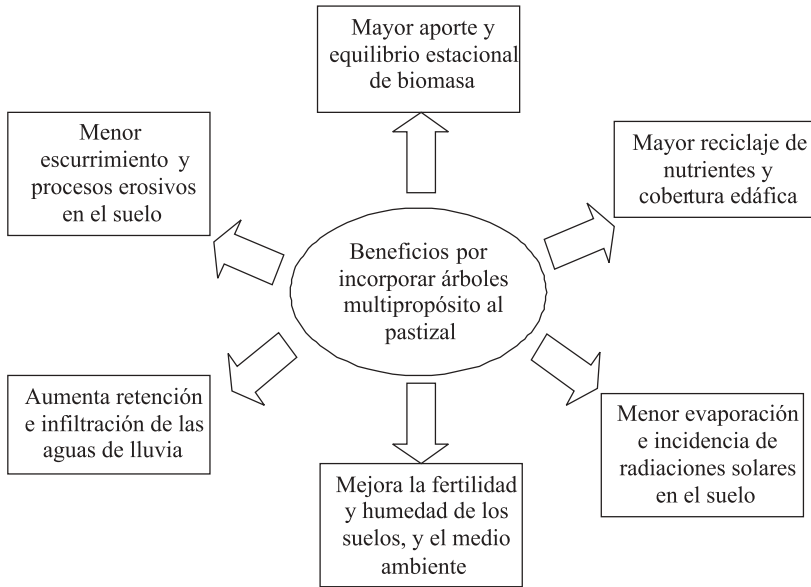 Mayor aporte y
equilibrio estacional
de biomasa
Menor
escurrimiento y
procesos erosivos
en el suelo
Mayor reciclaje de
nutrientes y
cobertura edáfica
Beneficios por
incorporar árboles
multipropósito al
pastizal
Aumenta retención
e infiltración de las
aguas de lluvia
Menor evaporación
e incidencia de
radiaciones solares
en el suelo
Mejora la fertilidad
y humedad de los
suelos, y el medio
ambiente